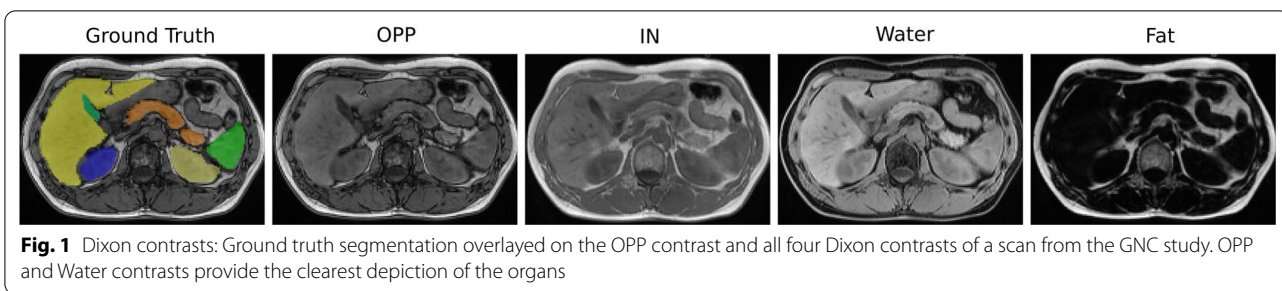 Ground Truth OPP IN Water Fat
Fig. 1 Dixon contrasts: Ground truth segmentation overlayed on the OPP contrast and all four Dixon contrasts of a scan from the GNC study. OPP
and Water contrasts provide the clearest depiction of the organs